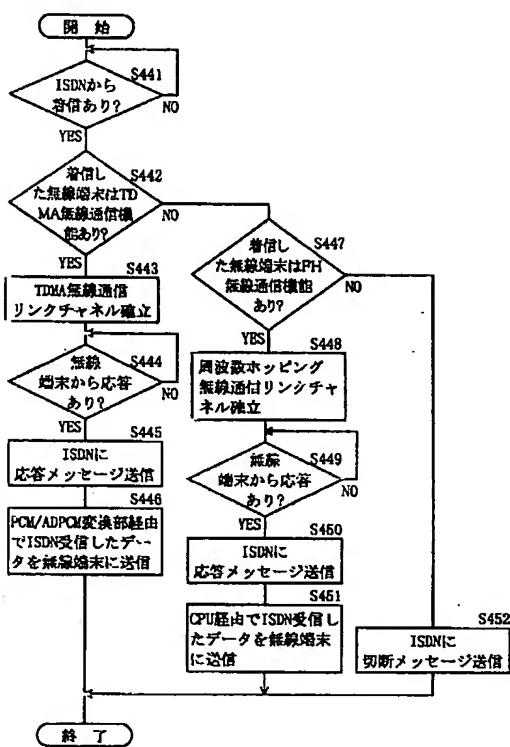 開始
S441
ISDNから
着信あり?
NO
YES
S442
着信し
た無線端末はTD
MA無線通信機
能あり?
NO
YES
S443
TDMA無線通信
リンクチャネル確立
S444
無線
端末から応答
あり?
NO
YES
S445
ISDNに
応答メッセージ送信
S446
PCM/ADPCM変換部経由
でISDN受信したデー
タを無線端末に送信
S447
着信し
た無線端末はFH
無線通信機能
あり?
NO
YES
S448
周波数ホッピング
無線通信リンクチャ
ネル確立
S449
無線
端末から応答
あり?
NO
YES
S450
ISDNに
応答メッセージ送信
S451
CPU経由でISDN受信し
たデータを無線端末
に送信
S452
ISDNに
切断メッセージ送信
終了